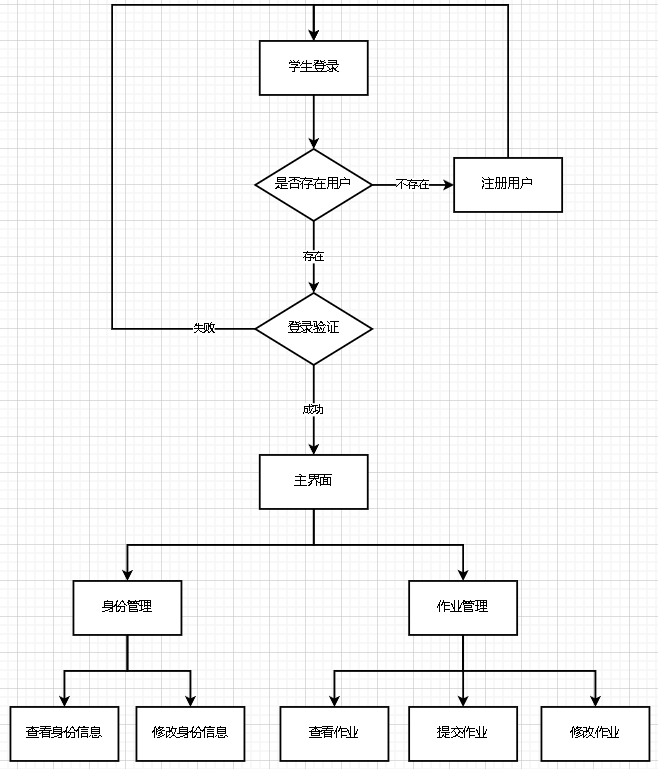 学生登录
是否存在用户
不存在
注册用户
存在
登录验证
失败
成功
主界面
身份管理
作业管理
查看身份信息
修改身份信息
查看作业
提交作业
修改作业